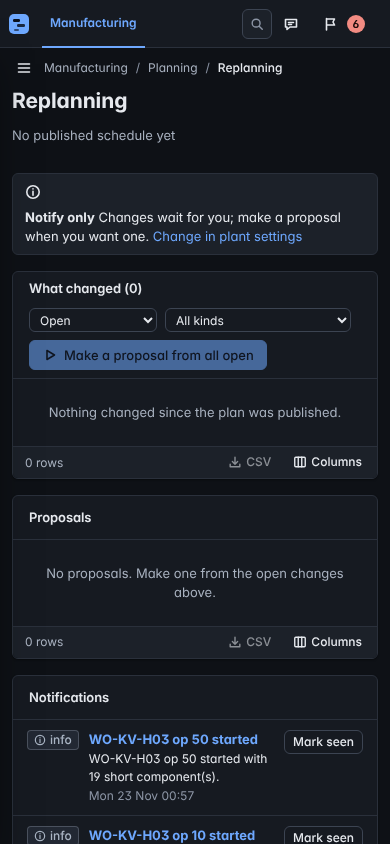 Manufacturing
6
Manufacturing / Planning / Replanning
Replanning
No published schedule yet
Notify only Changes wait for you; make a proposal
when you want one. Change in plant settings
What changed (0)
Open All kinds
Make a proposal from all open
Nothing changed since the plan was published.
0 rows CSV Columns
Proposals
No proposals. Make one from the open changes
above.
0 rows CSV Columns
Notifications
info WO-KV-H03 op 50 started Mark seen
WO-KV-H03 op 50 started with
19 short component(s).
Mon 23 Nov 00:57
info WO-KV-H03 op 10 started Mark seen